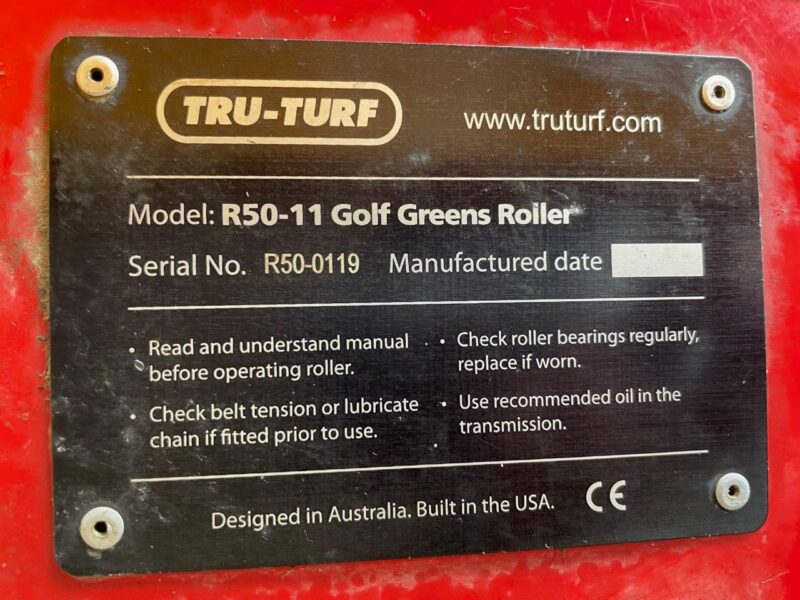 TRU-TURF
www.truturf.com
Model: R50-11 Golf Greens Roller
Serial No. R50-0119 Manufactured date
• Read and understand manual
before operating roller.
• Check belt tension or lubricate
chain if fitted prior to use.
• Check roller bearings regularly,
replace if worn.
• Use recommended oil in the
transmission.
Designed in Australia. Built in the USA. CE